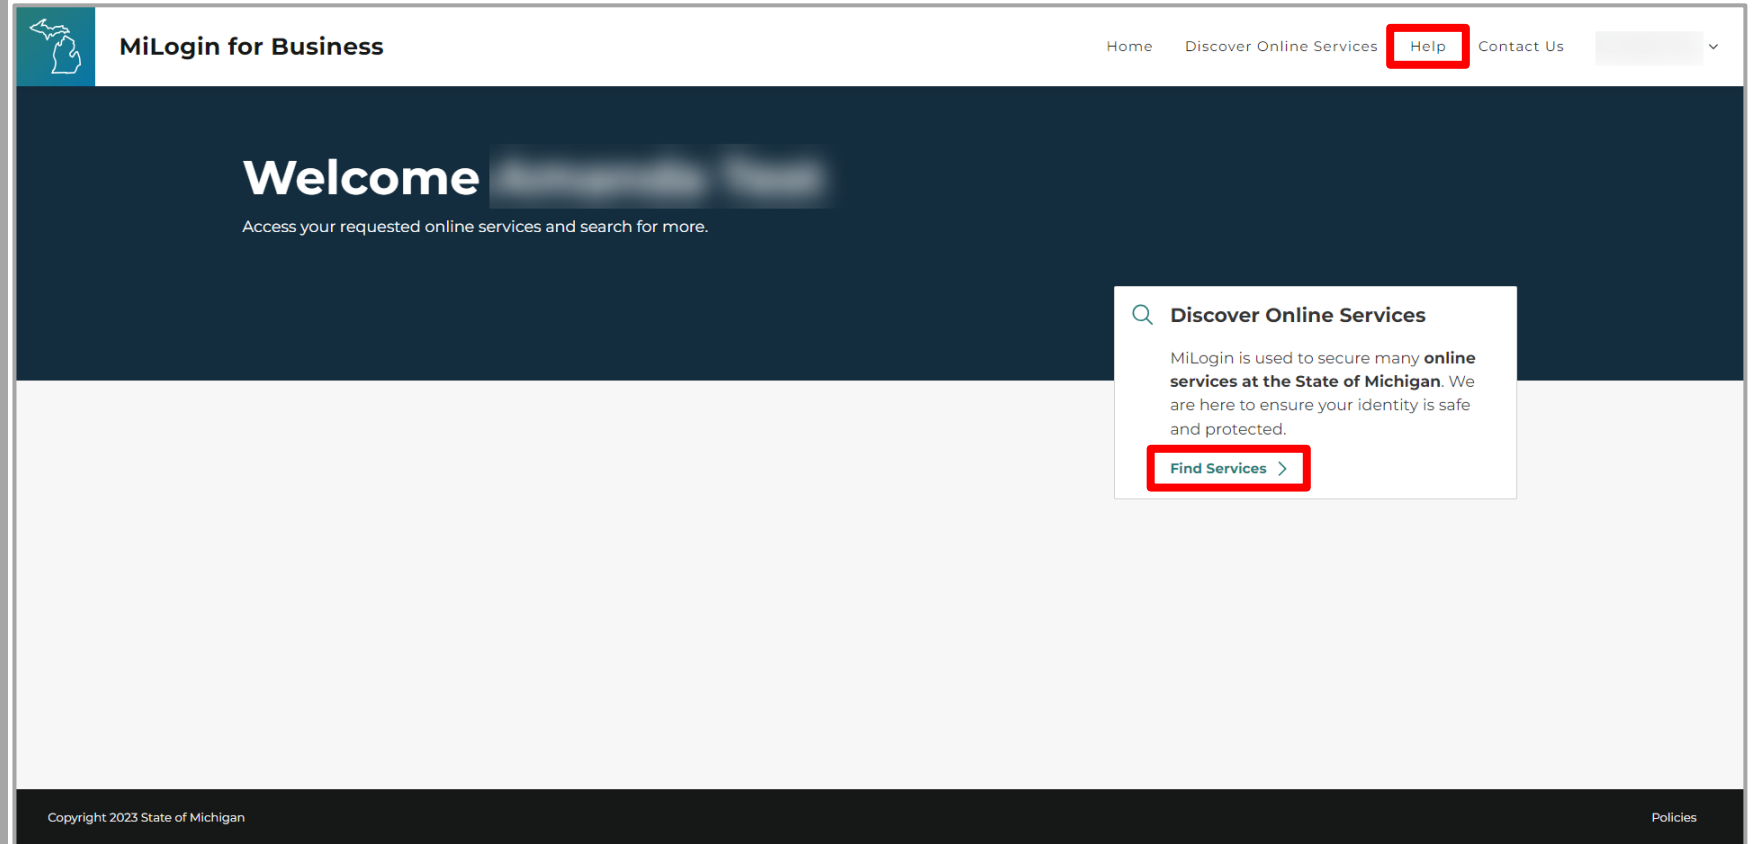 MiLogin for Business
Home Discover Online Services Help Contact Us
Welcome
Access your requested online services and search for more.
Discover Online Services
MiLogin is used to secure many online
services at the State of Michigan. We
are here to ensure your identity is safe
and protected.
Find Services
Copyright 2023 State of Michigan
Policies